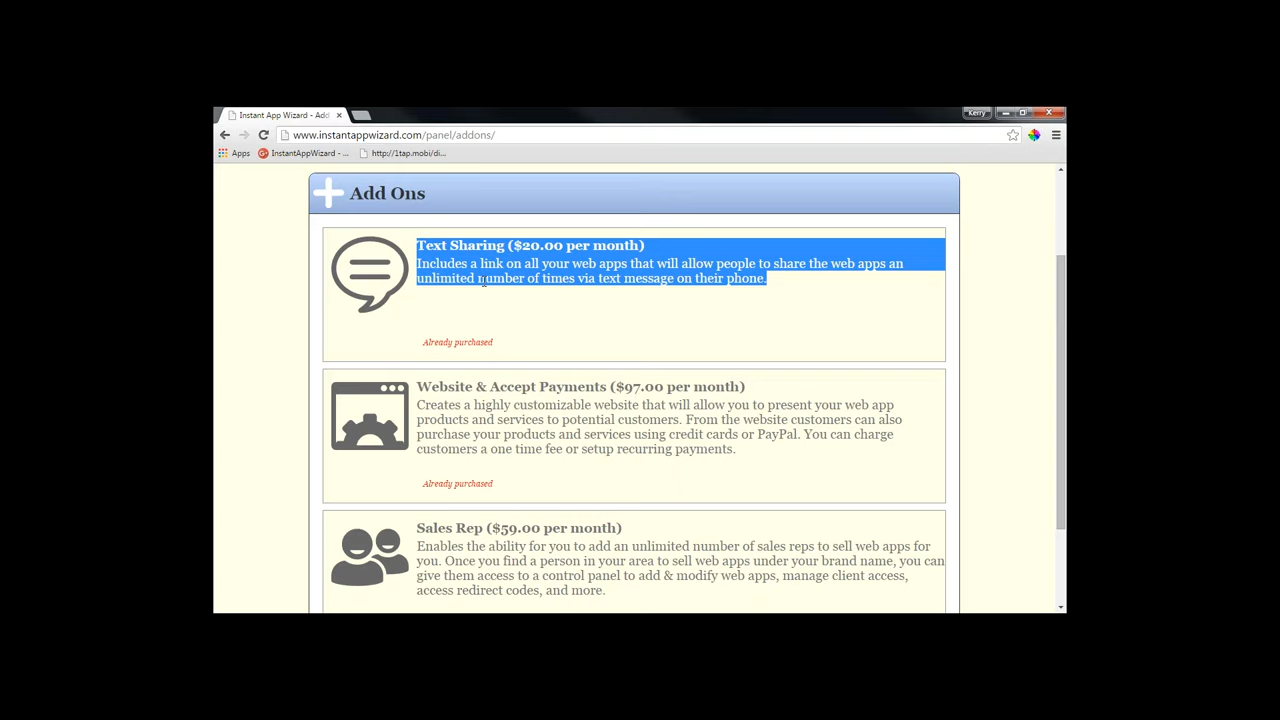 Instant App Wizard - Add
Kerry
www.instantappwizard.com/panel/addons/
Apps InstantAppWizard - ... http://1tap.mobi/di...
Add Ons
Text Sharing ($20.00 per month)
Includes a link on all your web apps that will allow people to share the web apps an
unlimited number of times via text message on their phone.
Already purchased
Website & Accept Payments ($97.00 per month)
Creates a highly customizable website that will allow you to present your web app
products and services to potential customers. From the website customers can also
purchase your products and services using credit cards or PayPal. You can charge
customers a one time fee or setup recurring payments.
Already purchased
Sales Rep ($59.00 per month)
Enables the ability for you to add an unlimited number of sales reps to sell web apps for
you. Once you find a person in your area to sell web apps under your brand name, you can
give them access to a control panel to add & modify web apps, manage client access,
access redirect codes, and more.